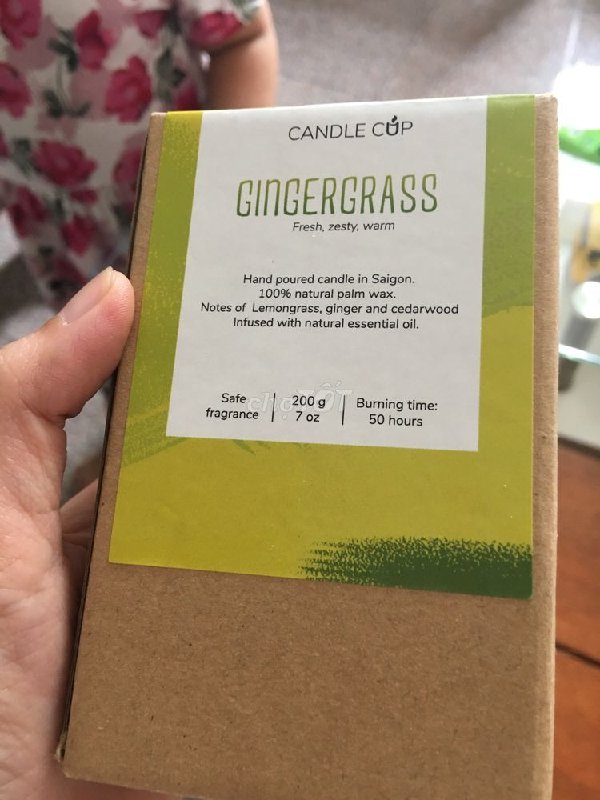 CANDLE CUP
GINGERGRASS
Fresh, zesty, warm
Hand poured candle in Saigon.
100% natural palm wax.
Notes of Lemongrass, ginger and cedarwood
Infused with natural essential oil.
Safe
fragrance
200 g
7 oz
Burning time:
50 hours
chợTỐT